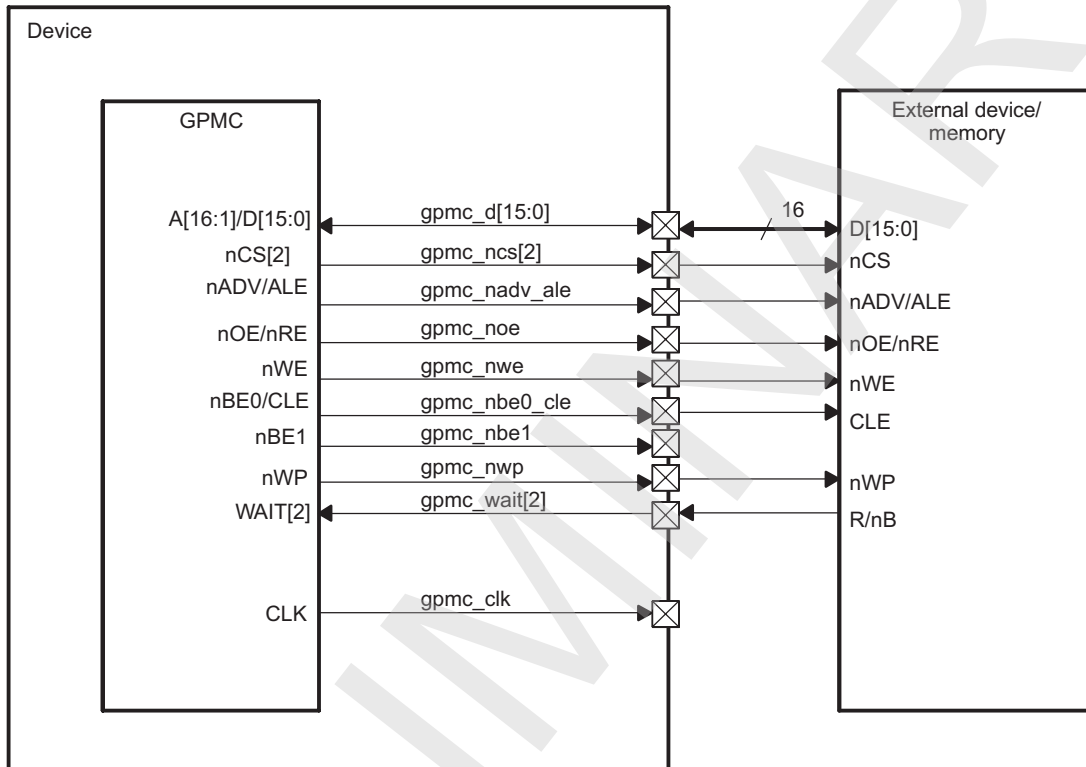 Device
GPMC
External device/
memory
A[16:1]/D[15:0]
gpmc_d[15:0]
16
D[15:0]
nCS[2]
gpmc_ncs[2]
nCS
nADV/ALE
gpmc_nadv_ale
nADV/ALE
nOE/nRE
gpmc_noe
nOE/nRE
nWE
gpmc_nwe
nWE
nBE0/CLE
gpmc_nbe0_cle
CLE
nBE1
gpmc_nbe1
nWP
gpmc_nwp
nWP
WAIT[2]
gpmc_wait[2]
R/nB
CLK
gpmc_clk
IMINAR